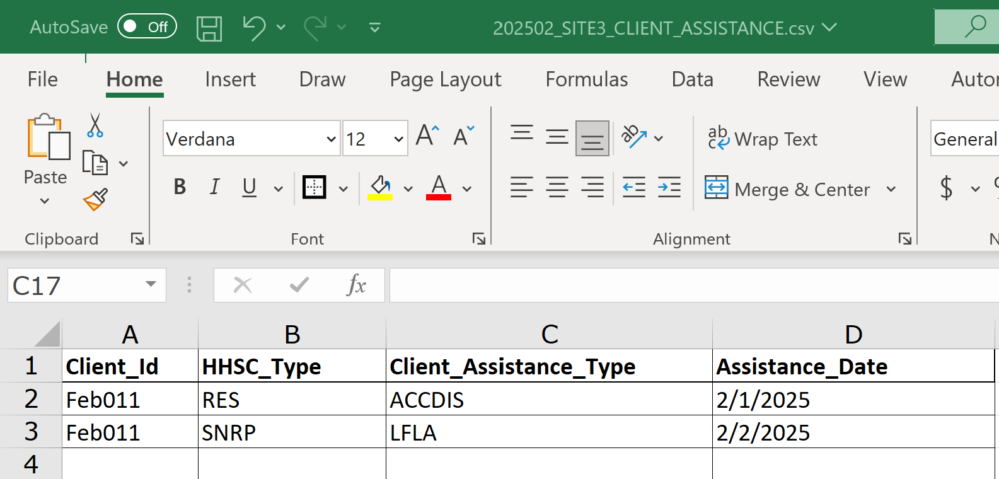 AutoSave Off 202502_SITE3_CLIENT_ASSISTANCE.csv
File Home Insert Draw Page Layout Formulas Data Review View
Verdana 12 Wrap Text General
Paste B I U A Merge & Center $
Clipboard Font Alignment
C17 fx
A B C D
1 Client_Id HHSC_Type Client_Assistance_Type Assistance_Date
2 Feb011 RES ACCDIS 2/1/2025
3 Feb011 SNRP LFLA 2/2/2025
4